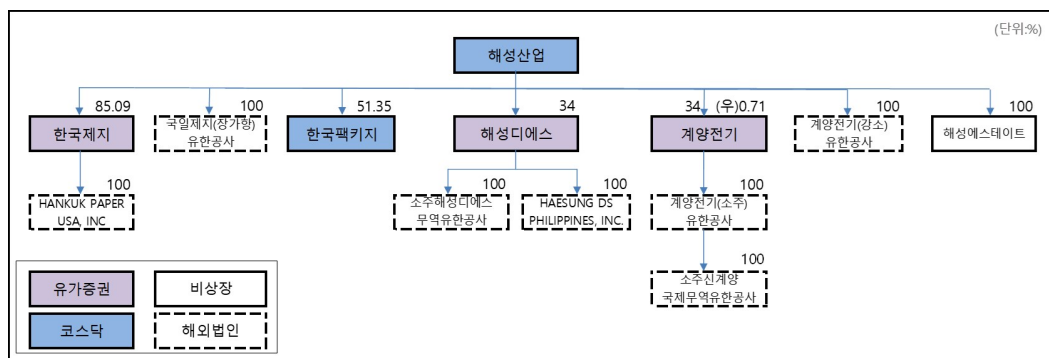 (단위:%)
해성산업
85.09
100
51.35
34
34 (우)0.71
100
100
한국제지
국일제지(장가항)
유한공사
한국팩키지
해성디에스
계양전기
계양전기(강소)
유한공사
해성에스테이트
100
100
100
100
HANKUK PAPER
USA, INC
소주해성디에스
무역유한공사
HAESUNG DS
PHILIPPINES, INC.
계양전기(소주)
유한공사
100
소주신계양
국제무역유한공사
유가증권
비상장
코스닥
해외법인